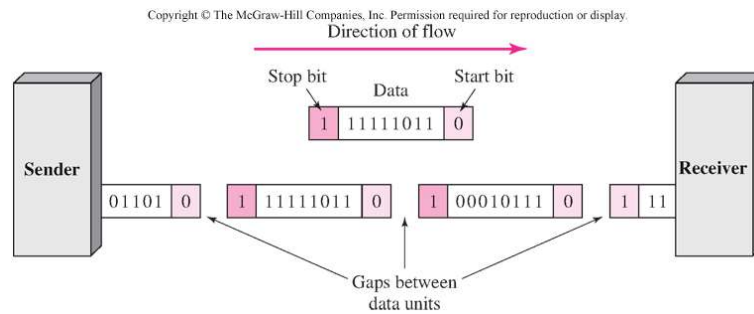 Copyright © The McGraw-Hill Companies, Inc. Permission required for reproduction or display.
Direction of flow
Stop bit
Data
Start bit
1 11111011 0
Sender
Receiver
01101 0
1 11111011 0
1 00010111 0
1 11
Gaps between
data units